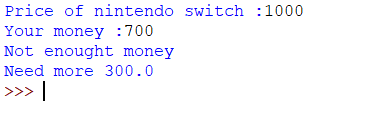 Price of nintendo switch :1000
Your money :700
Not enought money
Need more 300.0
>>>